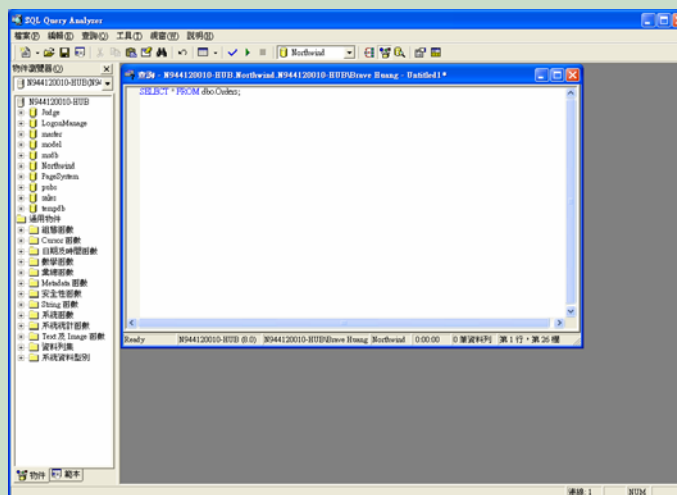 SQL Query Analyzer
檔案(F) 編輯(E) 查詢(Q) 工具(T) 視窗(W) 說明(H)
Northwind
物件瀏覽器(O)
N944120010-HUB(N94
N944120010-HUB
Judge
LogonManage
master
model
msdb
Northwind
PageSystem
pubs
sales
tempdb
通用物件
組態函數
Cursor 函數
日期及時間函數
數學函數
彙總函數
Metadata 函數
安全性函數
String 函數
系統函數
系統統計函數
Text 及 Image 函數
資料列集
系統資料型別
物件 範本
查詢 - N944120010-HUB.Northwind.N944120010-HUB\Brave Huang - Untitled1*
SELECT * FROM dbo.Orders;
Ready N944120010-HUB (8.0) N944120010-HUB\Brave Huang Northwind 0:00:00 0 筆資料列 第 1 行，第 26 欄
連線: 1 NUM